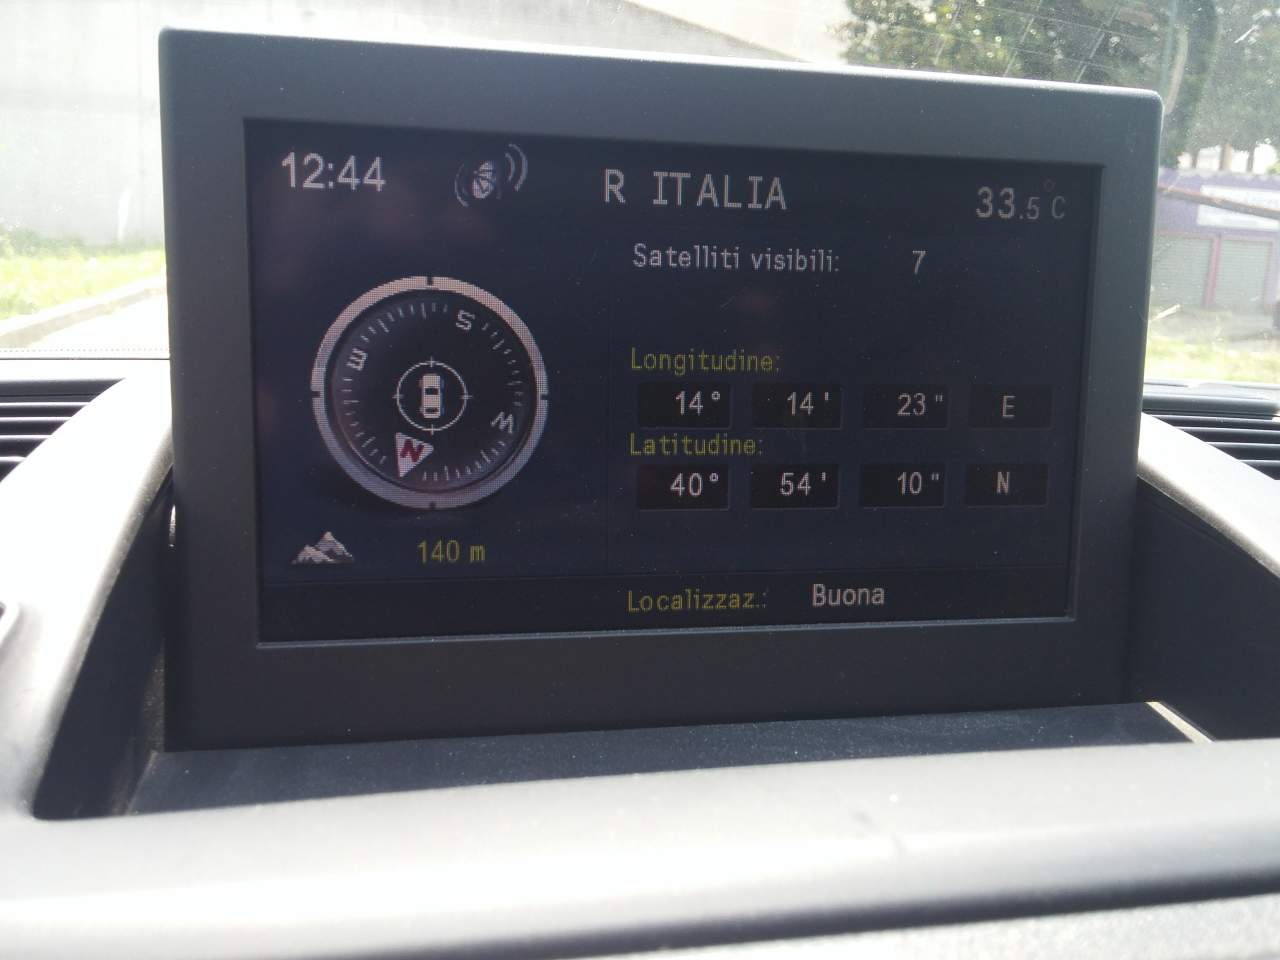 12:44
R ITALIA
33.5°C
Satelliti visibili: 7
S
E
W
N
Longitudine:
14° 14' 23" E
Latitudine:
40° 54' 10" N
140 m
Localizzaz.: Buona